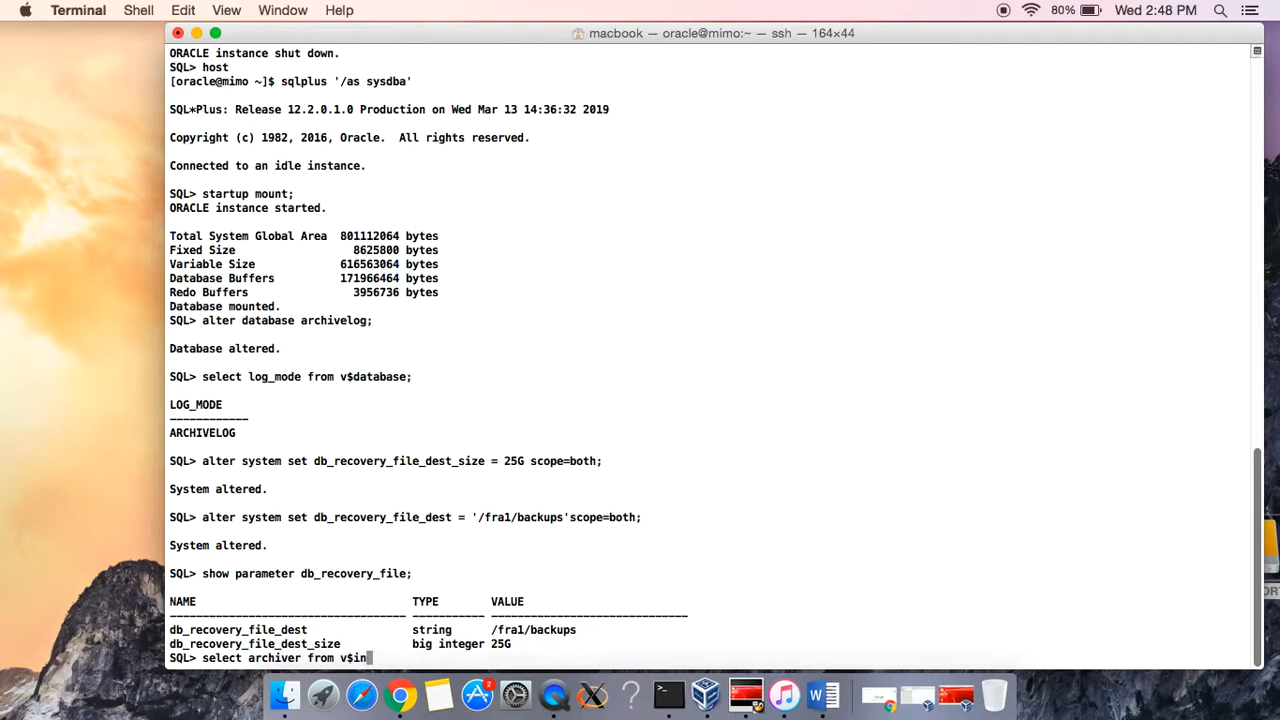 Terminal Shell Edit View Window Help 80% Wed 2:48 PM
macbook — oracle@mimo:~ — ssh — 164×44
ORACLE instance shut down.
SQL> host
[oracle@mimo ~]$ sqlplus '/as sysdba'
SQL*Plus: Release 12.2.0.1.0 Production on Wed Mar 13 14:36:32 2019
Copyright (c) 1982, 2016, Oracle.  All rights reserved.
Connected to an idle instance.
SQL> startup mount;
ORACLE instance started.
Total System Global Area  801112064 bytes
Fixed Size                  8625800 bytes
Variable Size             616563064 bytes
Database Buffers          171966464 bytes
Redo Buffers                3956736 bytes
Database mounted.
SQL> alter database archivelog;
Database altered.
SQL> select log_mode from v$database;
LOG_MODE
------------
ARCHIVELOG
SQL> alter system set db_recovery_file_dest_size = 25G scope=both;
System altered.
SQL> alter system set db_recovery_file_dest = '/fra1/backups'scope=both;
System altered.
SQL> show parameter db_recovery_file;
NAME                                 TYPE        VALUE
------------------------------------ ----------- ------------------------------
db_recovery_file_dest                string      /fra1/backups
db_recovery_file_dest_size           big integer 25G
SQL> select archiver from v$in
2